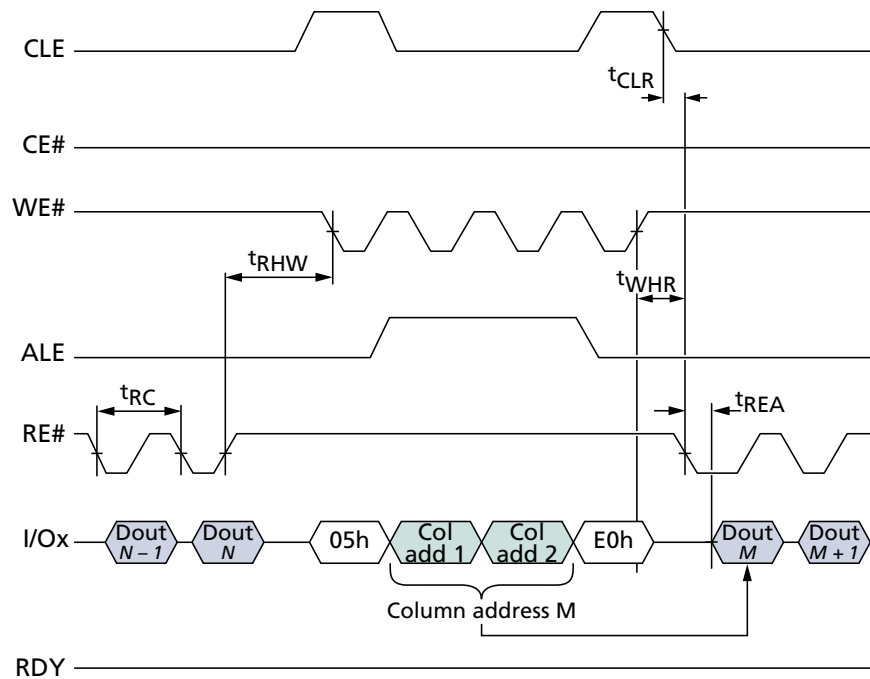 CLE
tCLR
CE#
WE#
tRHW
tWHR
ALE
tRC
tREA
RE#
I/Ox
Dout
N – 1
Dout
N
05h
Col
add 1
Col
add 2
E0h
Dout
M
Dout
M + 1
Column address M
RDY